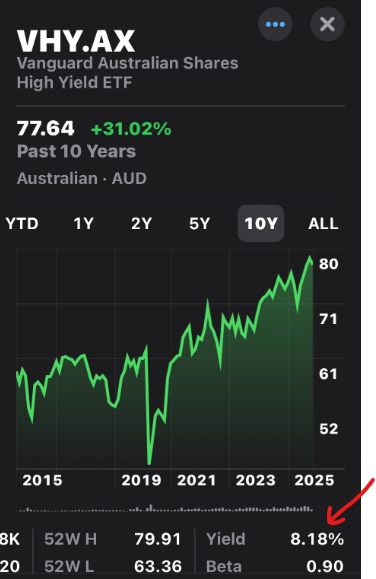 VHY.AX
Vanguard Australian Shares
High Yield ETF
77.64 +31.02%
Past 10 Years
Australian · AUD
YTD 1Y 2Y 5Y 10Y ALL
80
71
61
52
2015 2019 2021 2023 2025
8K 52W H 79.91 Yield 8.18%
20 52W L 63.36 Beta 0.90